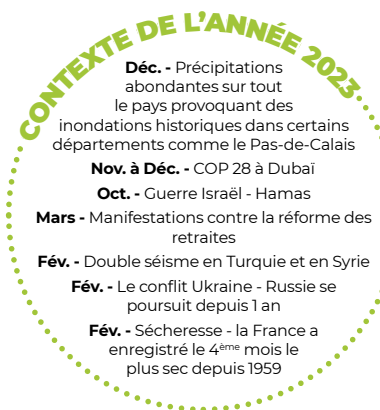 CONTEXTE DE L'ANNÉE 2023
Déc. - Précipitations
abondantes sur tout
le pays provoquant des
inondations historiques dans certains
départements comme le Pas-de-Calais
Nov. à Déc. - COP 28 à Dubaï
Oct. - Guerre Israël - Hamas
Mars - Manifestations contre la réforme des
retraites
Fév. - Double séisme en Turquie et en Syrie
Fév. - Le conflit Ukraine - Russie se
poursuit depuis 1 an
Fév. - Sécheresse - la France a
enregistré le 4ème mois le
plus sec depuis 1959